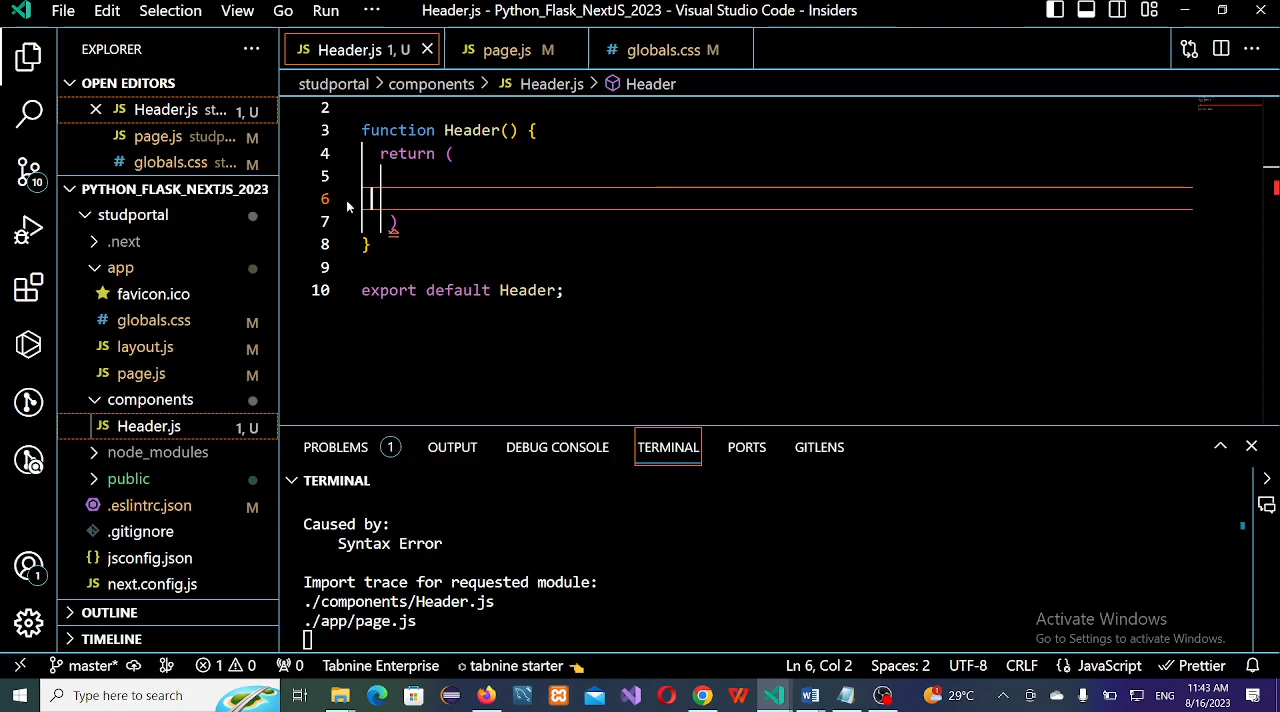 File Edit Selection View Go Run ··· Header.js - Python_Flask_NextJS_2023 - Visual Studio Code - Insiders
EXPLORER ···
JS Header.js 1, U
JS page.js M
# globals.css M
OPEN EDITORS
studportal > components > JS Header.js > Header
JS Header.js st... 1, U
JS page.js studp... M
# globals.css st... M
PYTHON_FLASK_NEXTJS_2023
studportal
.next
app
favicon.ico
# globals.css M
JS layout.js M
JS page.js M
components
JS Header.js 1, U
node_modules
public
.eslintrc.json M
.gitignore
{} jsconfig.json
JS next.config.js
OUTLINE
TIMELINE
10
1
2
3 function Header() {
4 return (
5
6
7 )
8 }
9
10 export default Header;
PROBLEMS 1 OUTPUT DEBUG CONSOLE TERMINAL PORTS GITLENS
TERMINAL
Caused by:
Syntax Error
Import trace for requested module:
./components/Header.js
./app/page.js
Activate Windows
Go to Settings to activate Windows.
master* 1 0 0 Tabnine Enterprise tabnine starter Ln 6, Col 2 Spaces: 2 UTF-8 CRLF {} JavaScript Prettier
Type here to search 29°C ENG 11:43 AM
8/16/2023